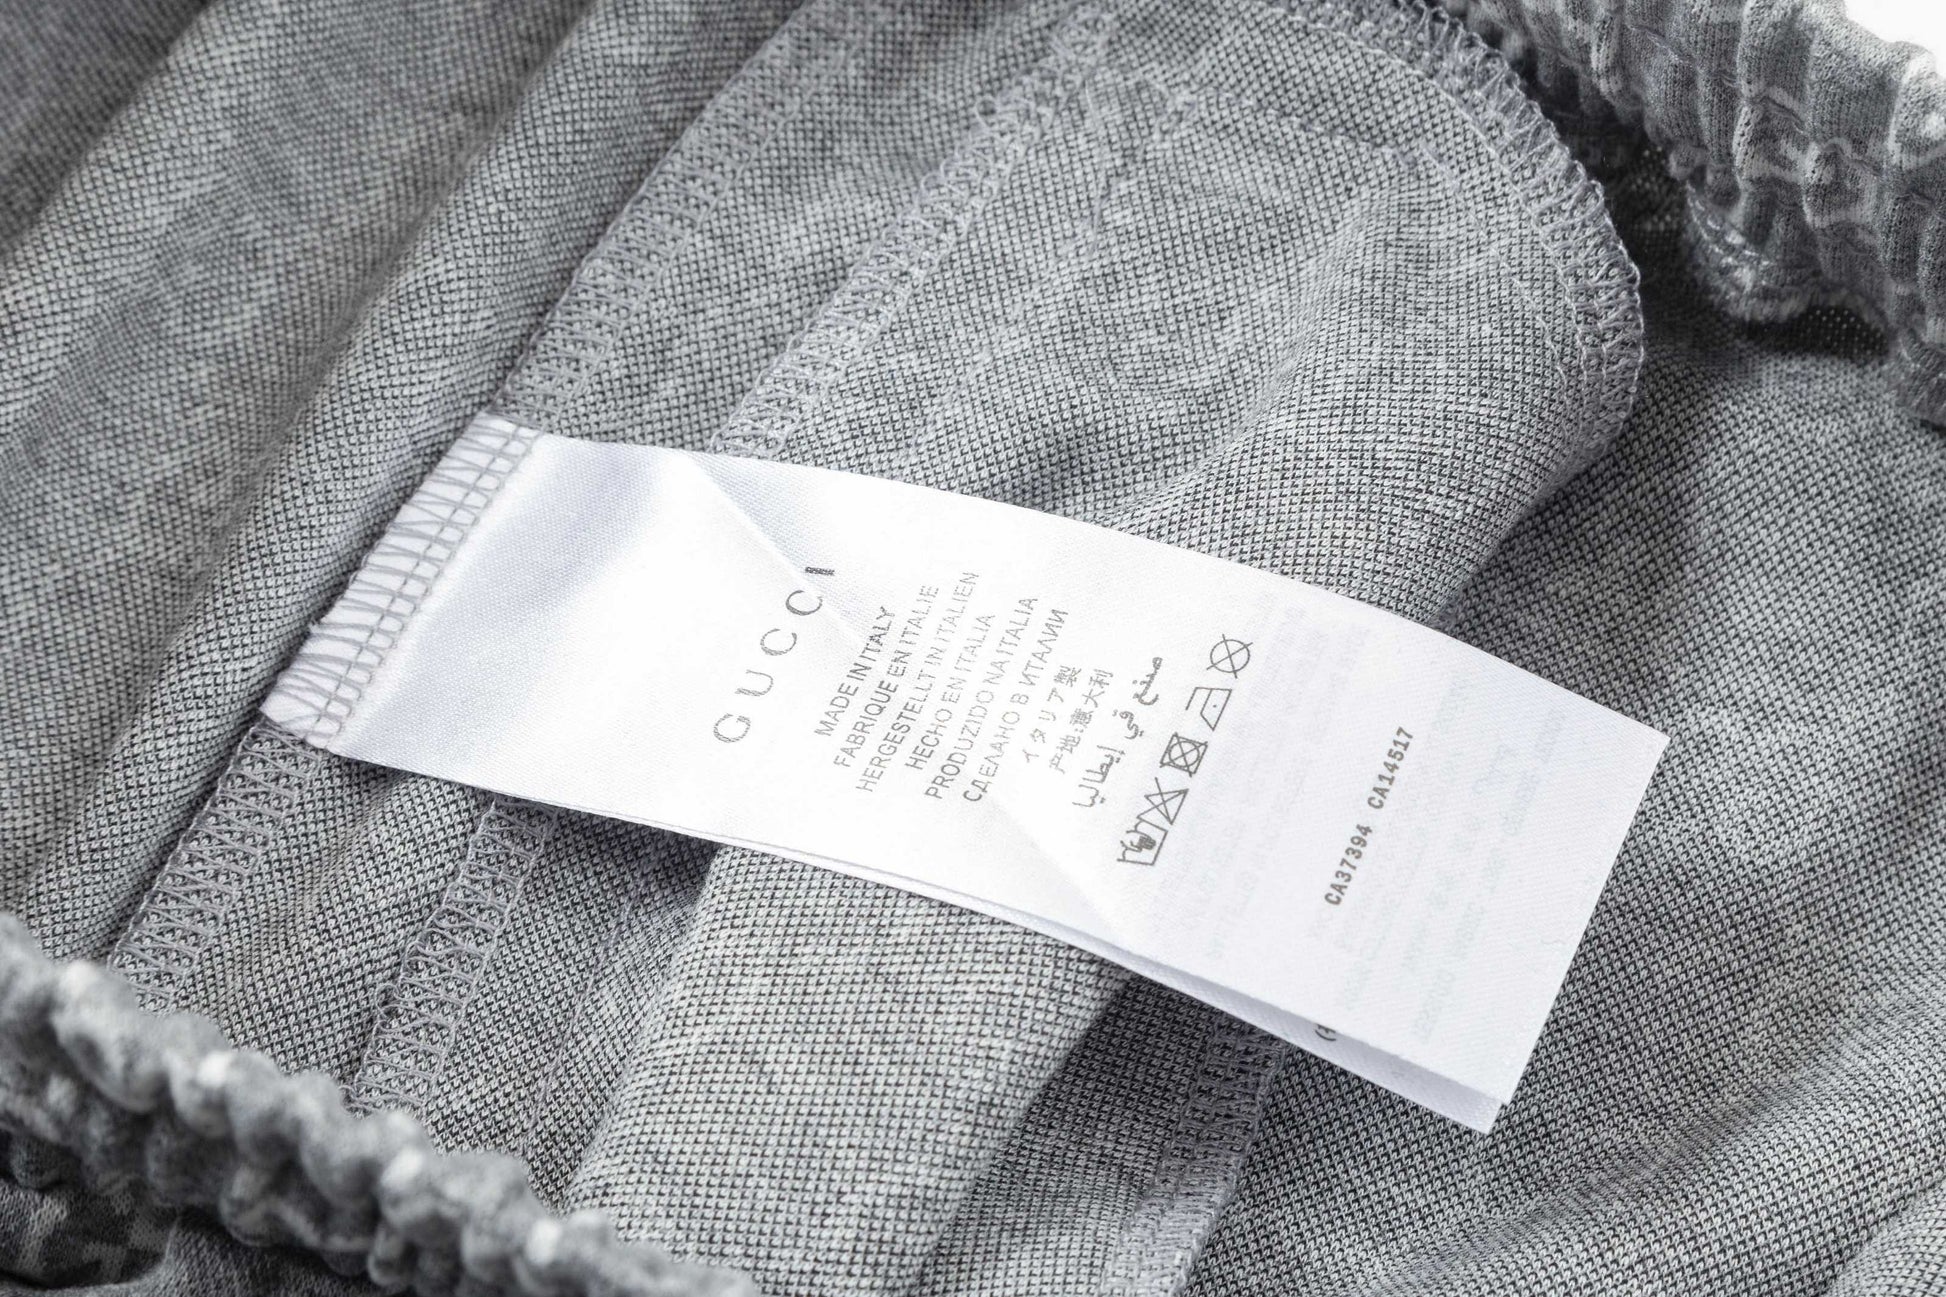 GUCCI
MADE IN ITALY
FABRIQUE EN ITALIE
HERGESTELLT IN ITALIEN
HECHO EN ITALIA
PRODUZIDO NA ITALIA
СДЕЛАНО В ИТАЛИИ
イタリア製
产地:意大利
صنع في إيطاليا
CA37394 CA14517